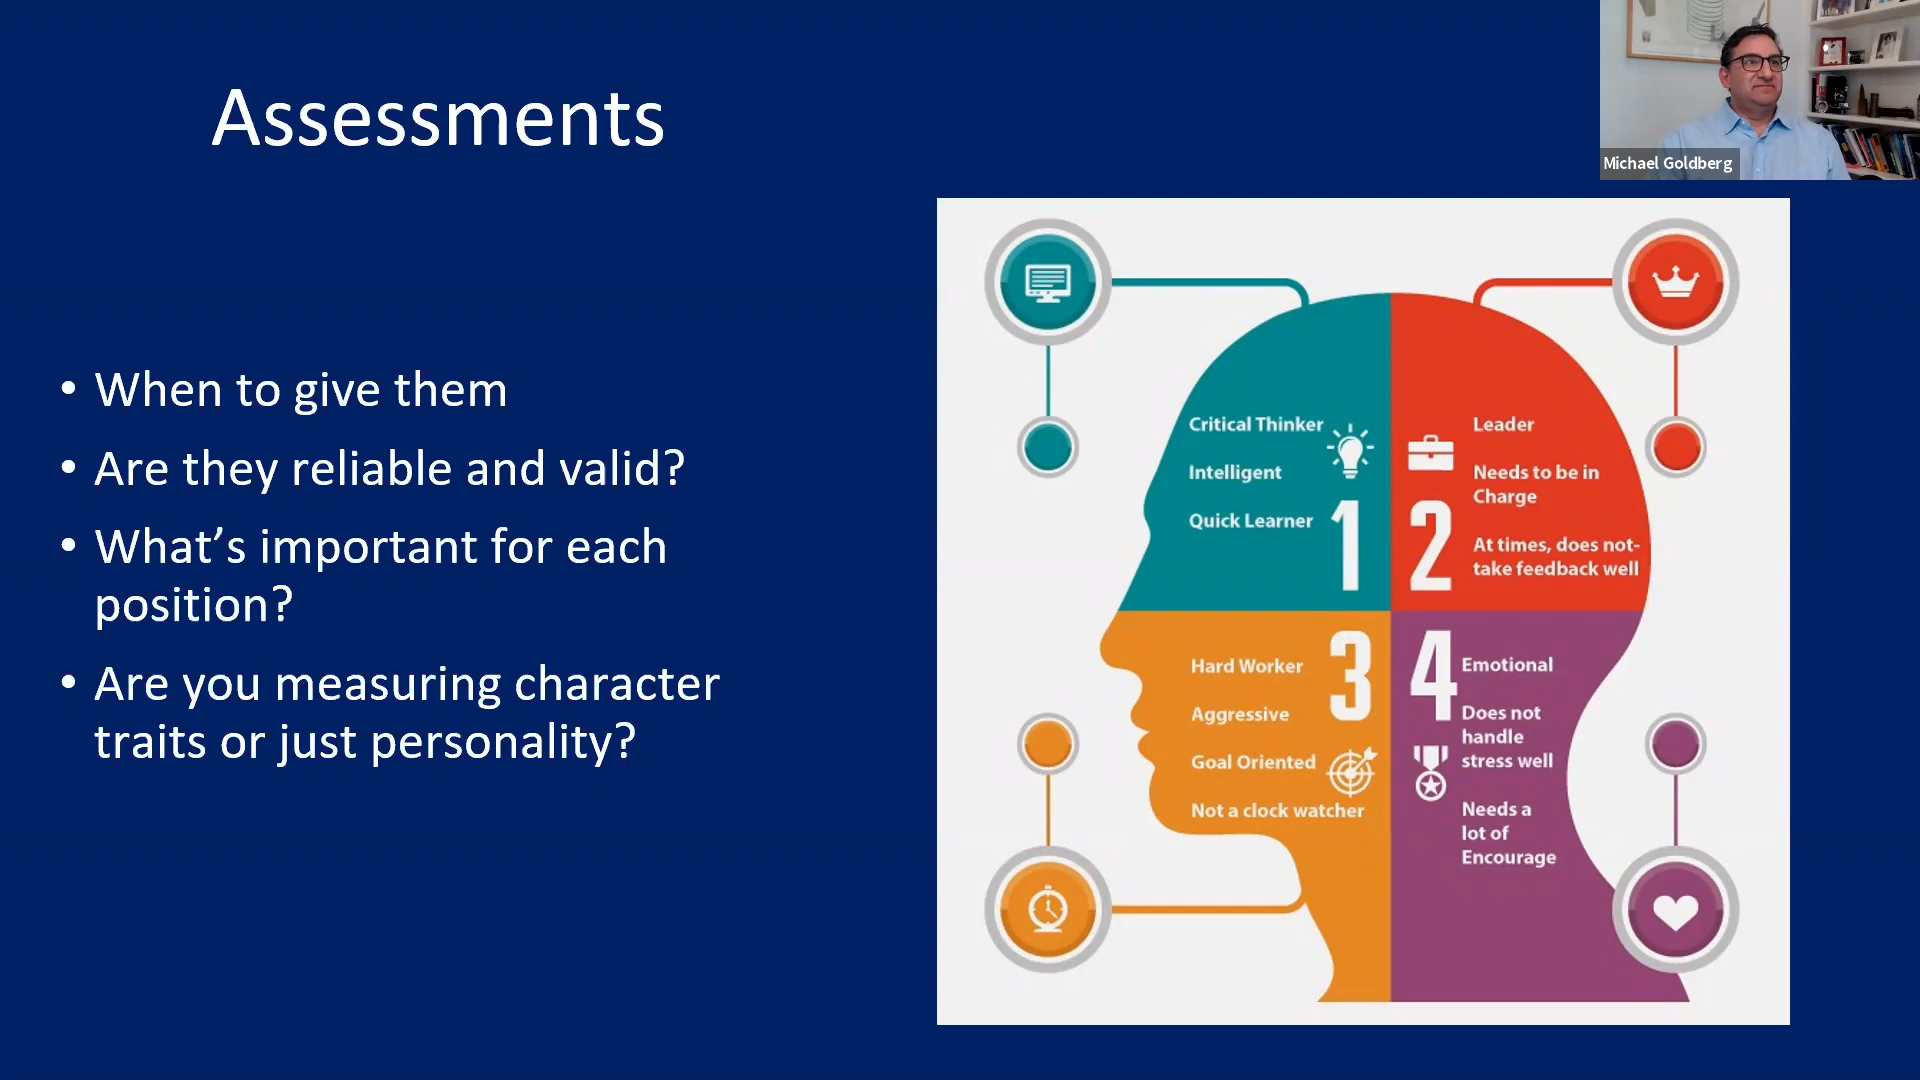 Assessments
Michael Goldberg
• When to give them
• Are they reliable and valid?
• What’s important for each
position?
• Are you measuring character
traits or just personality?
Critical Thinker
Intelligent
Quick Learner
1
Leader
Needs to be in
Charge
At times, does not-
take feedback well
2
Hard Worker
Aggressive
Goal Oriented
Not a clock watcher
3
4
Emotional
Does not
handle
stress well
Needs a
lot of
Encourage